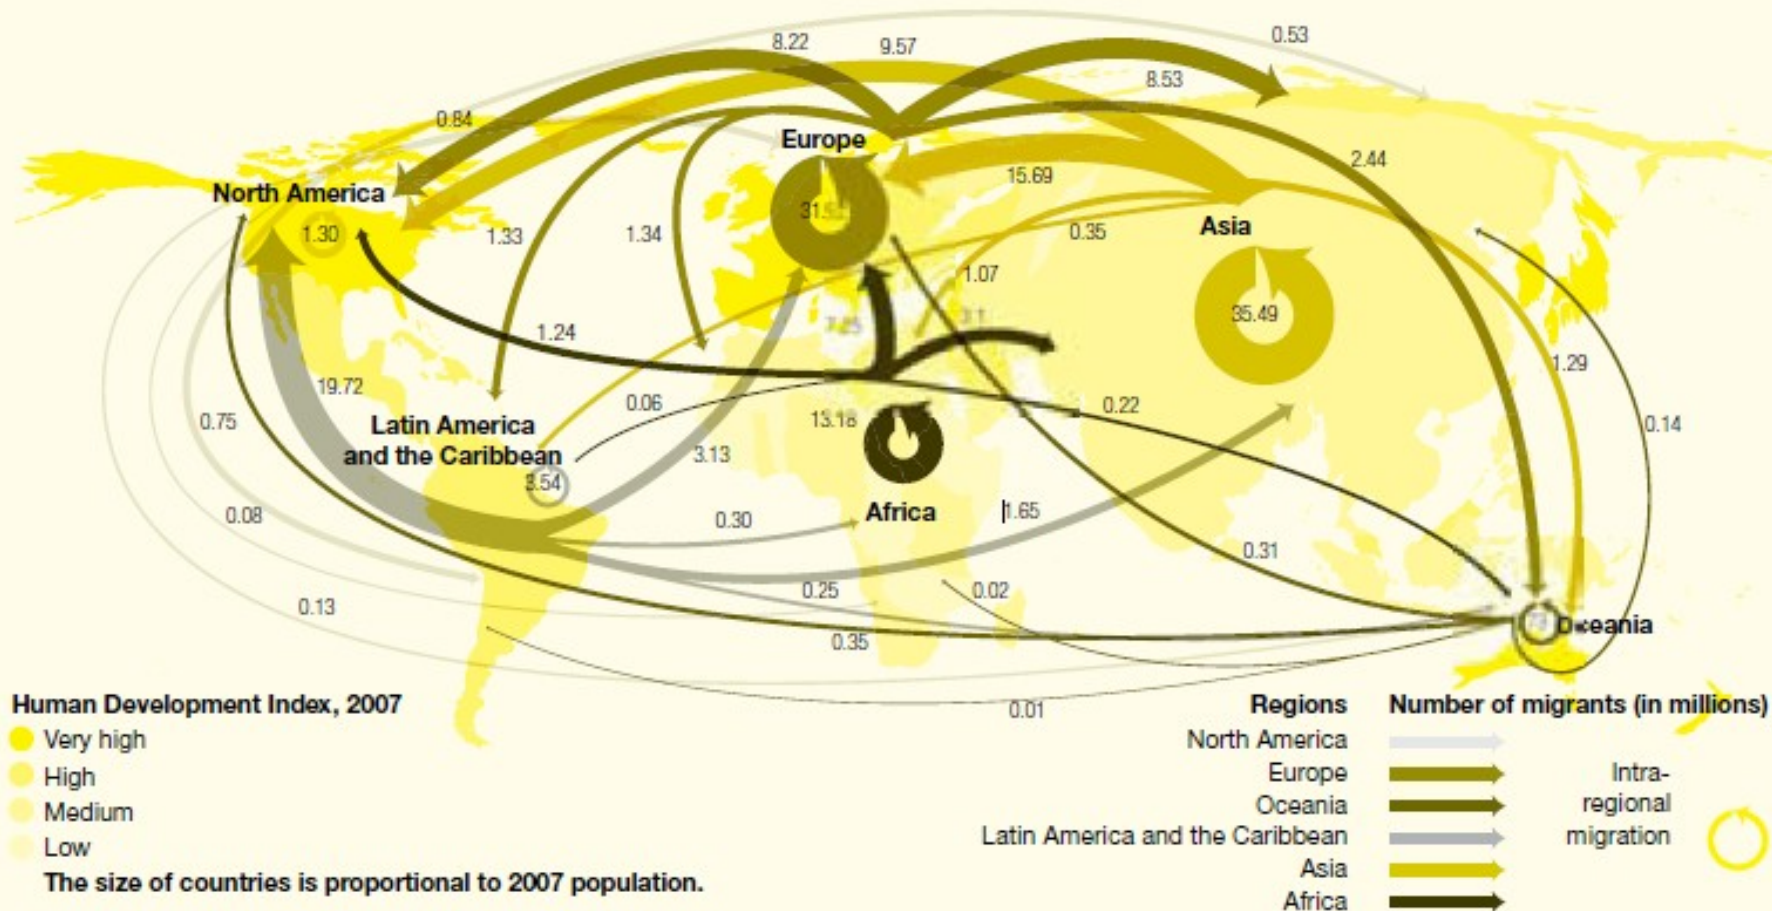 8.22
9.57
0.53
8.53
0.84
Europe
2.44
15.69
North America
1.30
1.33
1.34
0.35
Asia
1.07
35.49
1.24
1.29
19.72
0.06
0.22
0.75
Latin America
and the Caribbean
13.18
0.14
3.13
3.54
0.08
0.30
Africa
1.65
0.31
0.13
0.25
0.02
Oceania
0.35
0.01
Human Development Index, 2007
Very high
High
Medium
Low
The size of countries is proportional to 2007 population.
Regions
Number of migrants (in millions)
North America
Europe
Oceania
Latin America and the Caribbean
Asia
Africa
Intra-
regional
migration